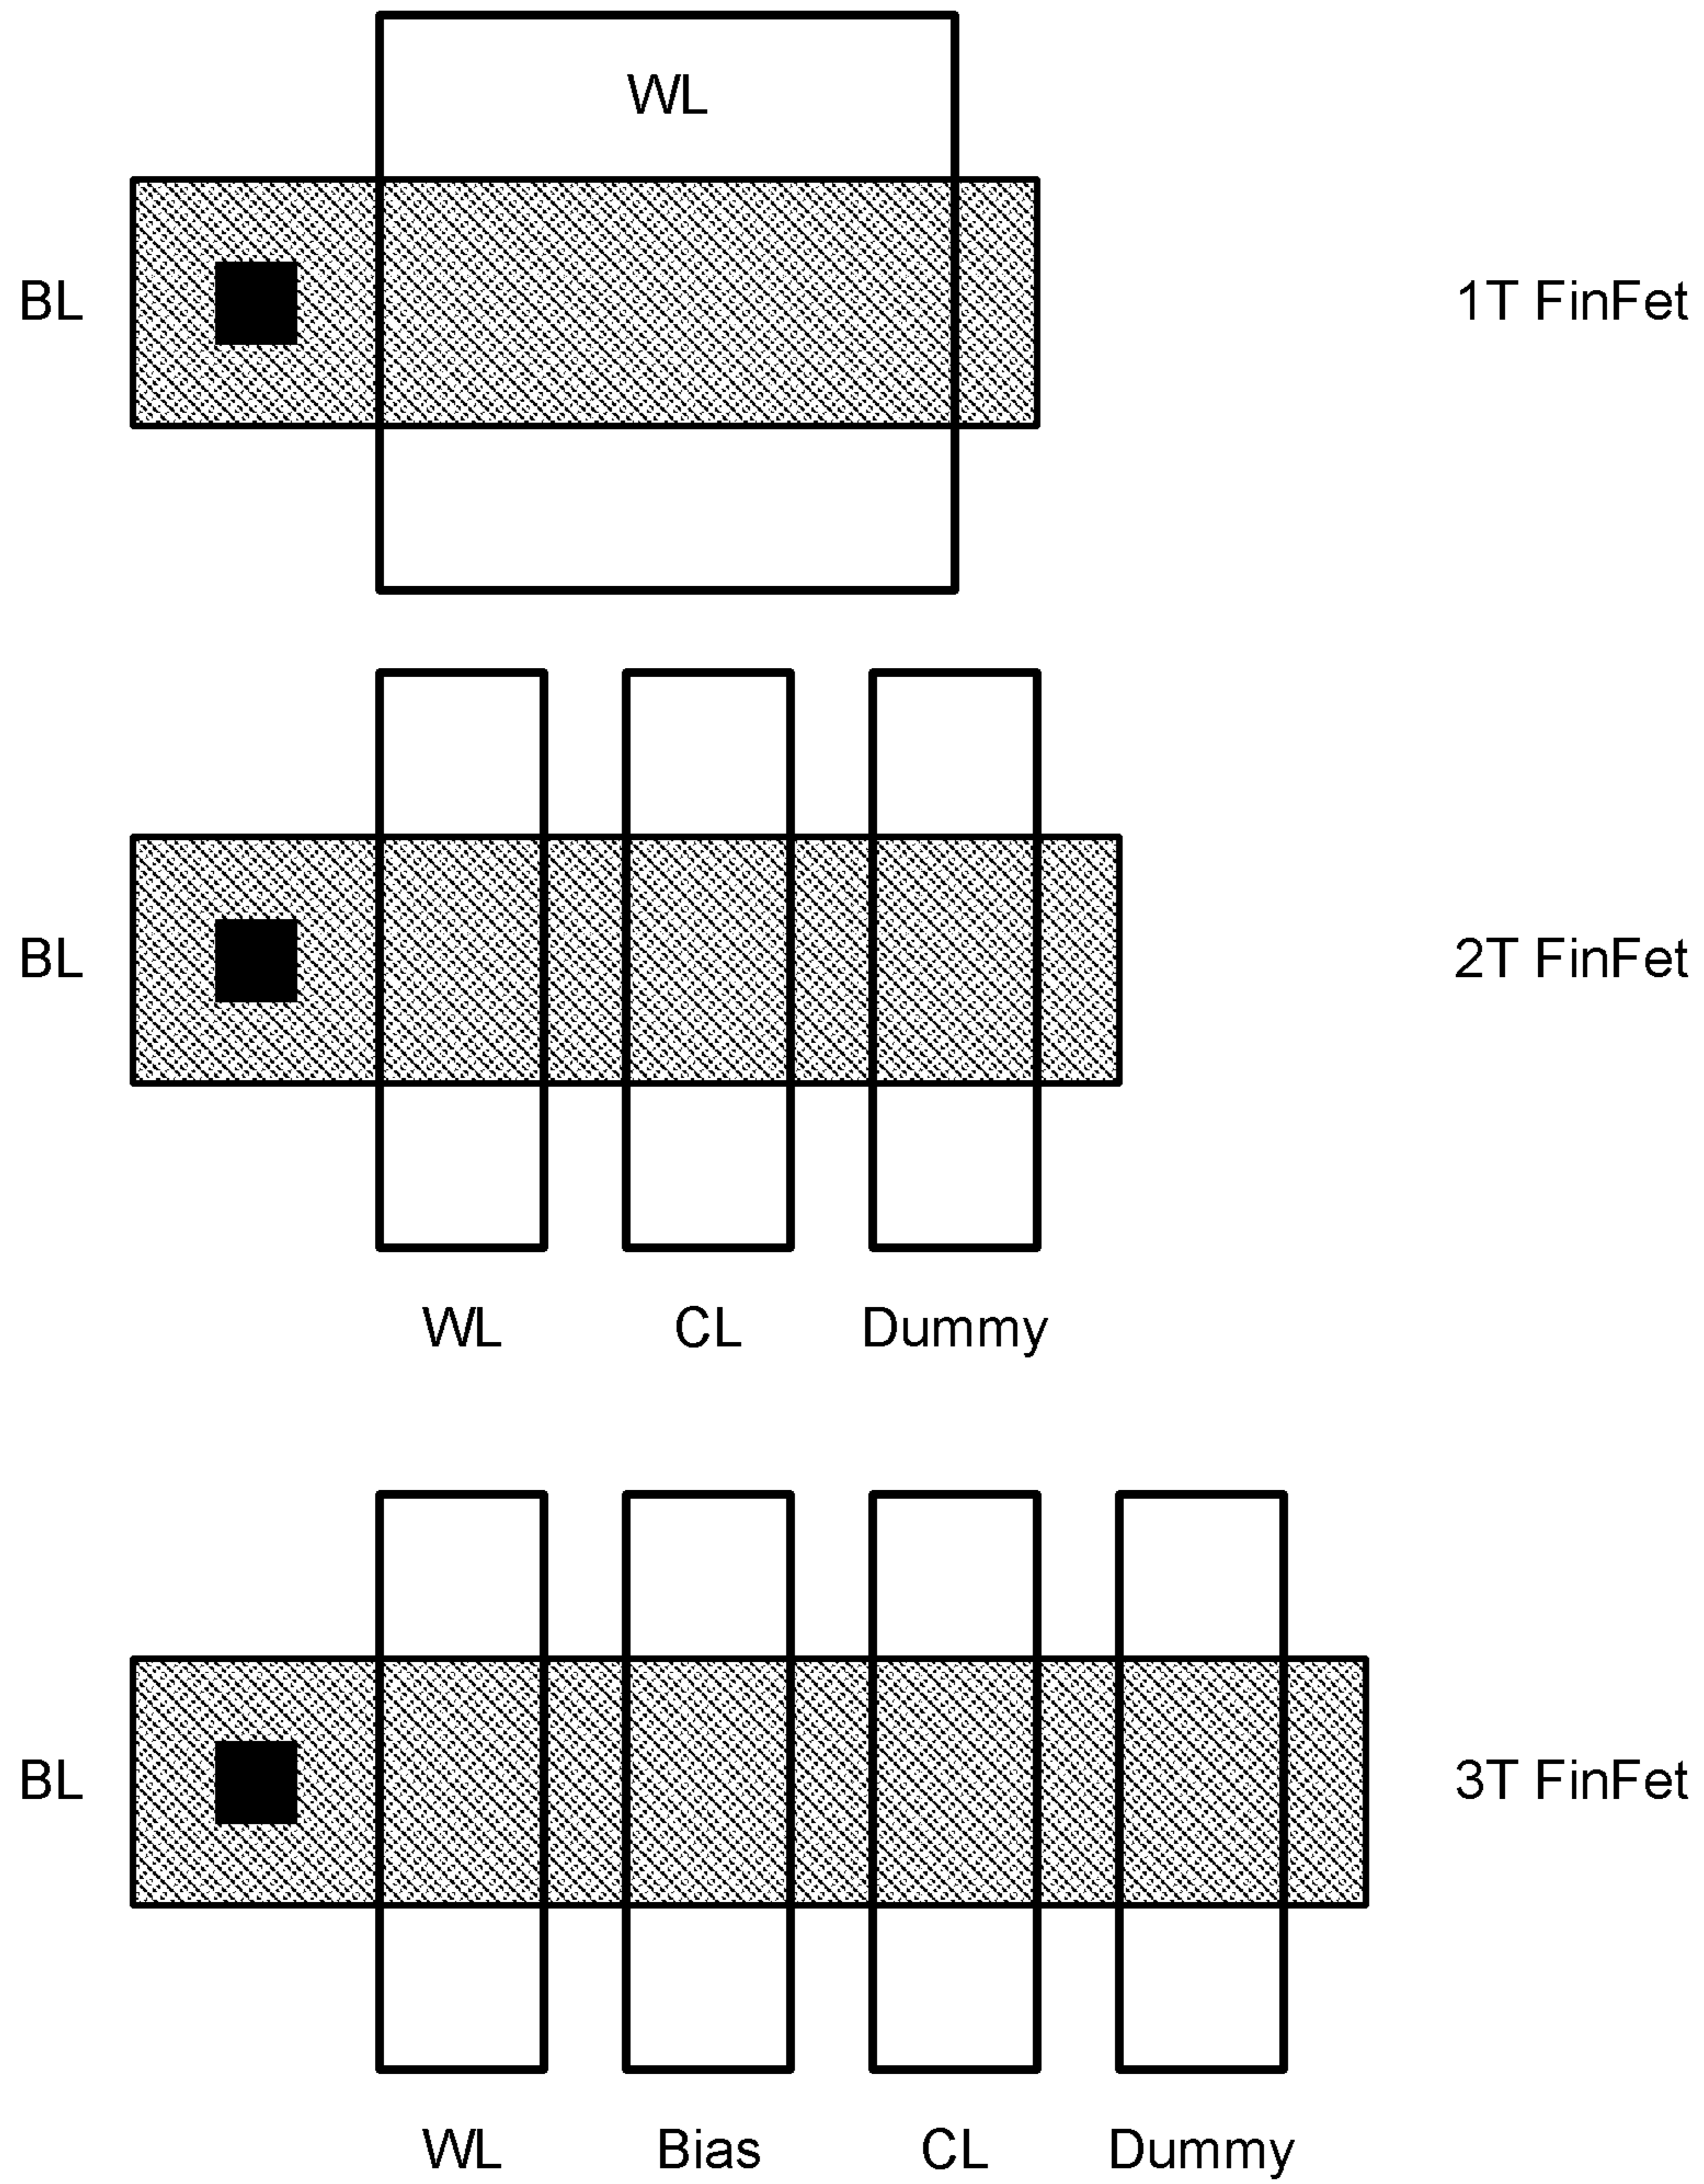 WL
BL
1T FinFet
BL
2T FinFet
WL CL Dummy
BL
3T FinFet
WL Bias CL Dummy